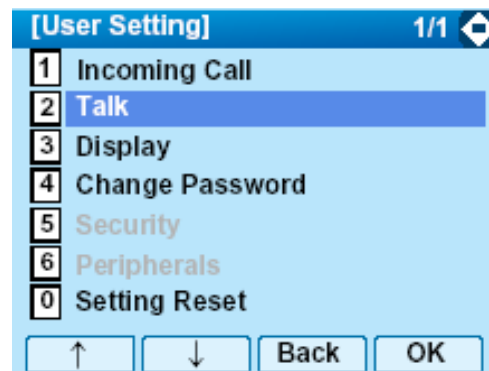 [User Setting] 1/1
1 Incoming Call
2 Talk
3 Display
4 Change Password
5 Security
6 Peripherals
0 Setting Reset
↑ ↓ Back OK